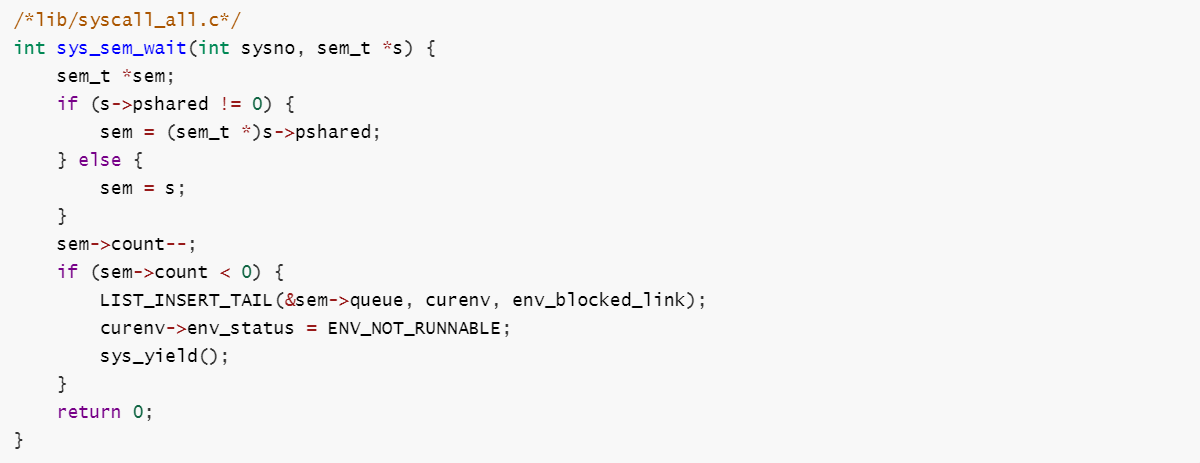 /*lib/syscall_all.c*/
int sys_sem_wait(int sysno, sem_t *s) {
    sem_t *sem;
    if (s->pshared != 0) {
        sem = (sem_t *)s->pshared;
    } else {
        sem = s;
    }
    sem->count--;
    if (sem->count < 0) {
        LIST_INSERT_TAIL(&sem->queue, curenv, env_blocked_link);
        curenv->env_status = ENV_NOT_RUNNABLE;
        sys_yield();
    }
    return 0;
}